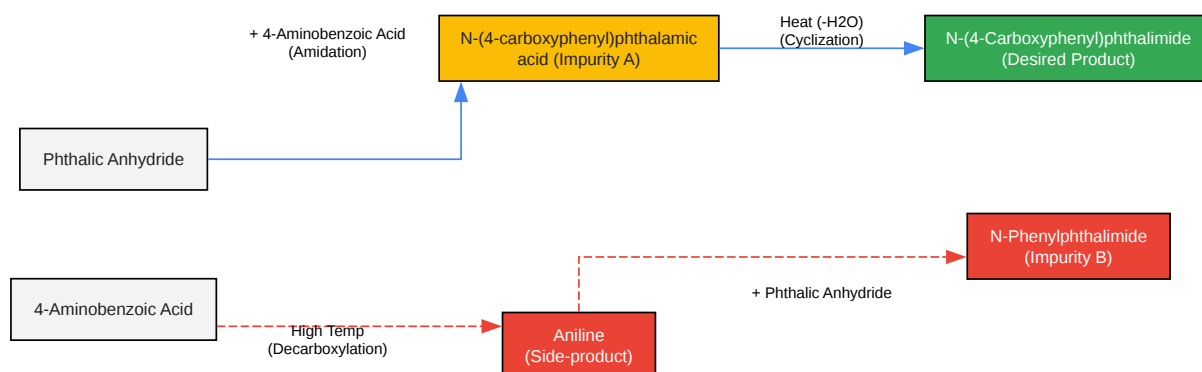 + 4-Aminobenzoic Acid
(Amidation)
N-(4-carboxyphenyl)phthalamic
acid (Impurity A)
Heat (-H2O)
(Cyclization)
N-(4-Carboxyphenyl)phthalimide
(Desired Product)
Phthalic Anhydride
N-Phenylphthalimide
(Impurity B)
+ Phthalic Anhydride
4-Aminobenzoic Acid
High Temp
(Decarboxylation)
Aniline
(Side-product)